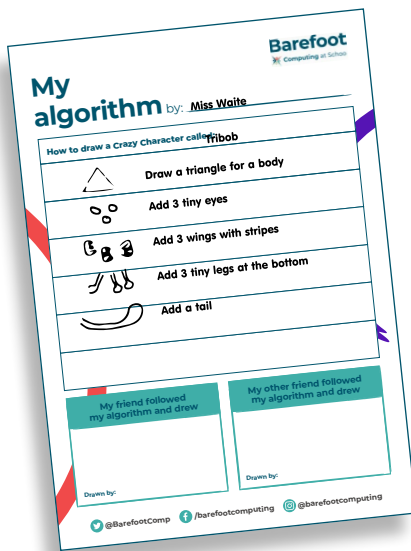 Barefoot
Computing at School
My
algorithm by: Miss Waite
How to draw a Crazy Character called: Tribob
Draw a triangle for a body
Add 3 tiny eyes
Add 3 wings with stripes
Add 3 tiny legs at the bottom
Add a tail
My friend followed
my algorithm and drew
Drawn by:
My other friend followed
my algorithm and drew
Drawn by:
@BarefootComp /barefootcomputing @barefootcomputing